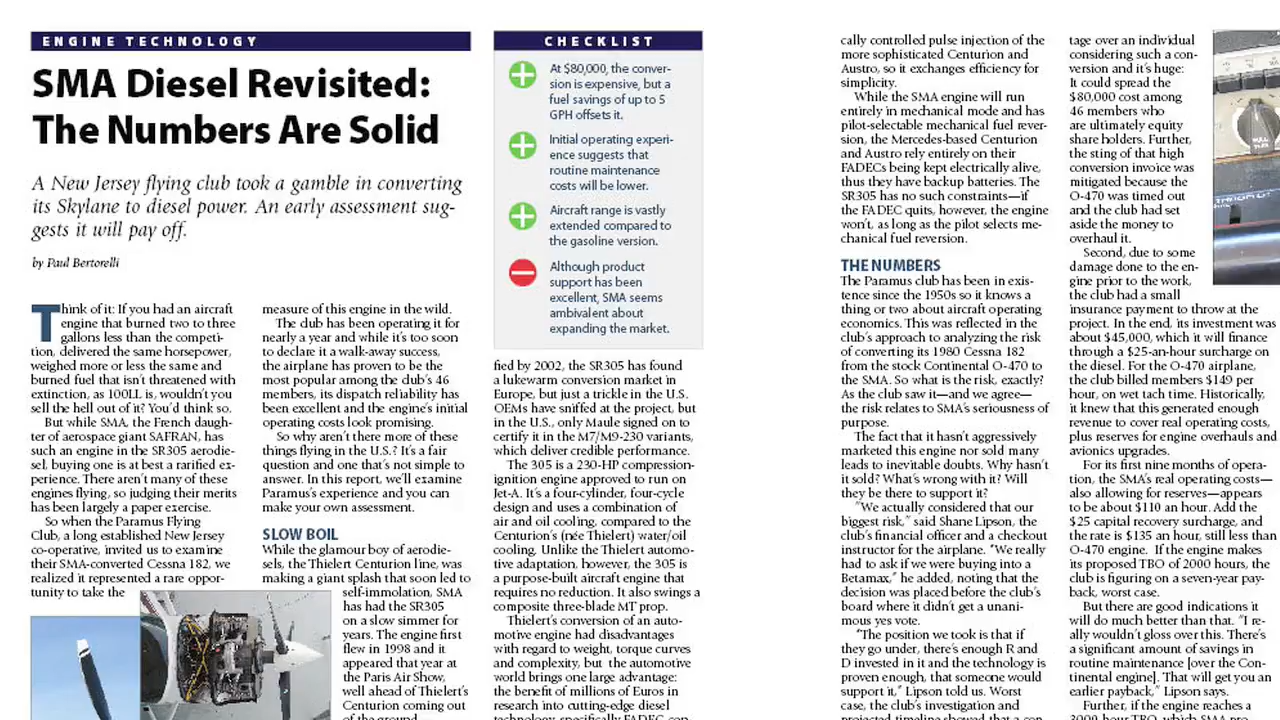 ENGINE TECHNOLOGY
SMA Diesel Revisited:
The Numbers Are Solid
A New Jersey flying club took a gamble in converting
its Skylane to diesel power. An early assessment sug-
gests it will pay off.
by Paul Bertorelli
Think of it: If you had an aircraft
engine that burned two to three
gallons less than the competi-
tion, delivered the same horsepower,
weighed more or less the same and
burned fuel that isn't threatened with
extinction, as 100LL is, wouldn't you
sell the hell out of it? You'd think so.
But while SMA, the French daugh-
ter of aerospace giant SAFRAN, has
such an engine in the SR305 aerodie-
sel, buying one is at best a rarified ex-
perience. There aren't many of these
engines flying, so judging their merits
has been largely a paper exercise.
So when the Paramus Flying
Club, a long established New Jersey
co-operative, invited us to examine
their SMA-converted Cessna 182, we
realized it represented a rare oppor-
tunity to take the
measure of this engine in the wild.
The club has been operating it for
nearly a year and while it's too soon
to declare it a walk-away success,
the airplane has proven to be the
most popular among the club's 46
members, its dispatch reliability has
been excellent and the engine's initial
operating costs look promising.
So why aren't there more of these
things flying in the U.S.? It's a fair
question and one that's not simple to
answer. In this report, we'll examine
Paramus's experience and you can
make your own assessment.
SLOW BOIL
While the glamour boy of aerodie-
sels, the Thielert Centurion line, was
making a giant splash that soon led to
self-immolation, SMA
has had the SR305
on a slow simmer for
years. The engine first
flew in 1998 and it
appeared that year at
the Paris Air Show,
well ahead of Thielert's
Centurion coming out
of the ground.
CHECKLIST
At $80,000, the conver-
sion is expensive, but a
fuel savings of up to 5
GPH offsets it.
Initial operating experi-
ence suggests that
routine maintenance
costs will be lower.
Aircraft range is vastly
extended compared to
the gasoline version.
Although product
support has been
excellent, SMA seems
ambivalent about
expanding the market.
fied by 2002, the SR305 has found
a lukewarm conversion market in
Europe, but just a trickle in the U.S.
OEMs have sniffed at the project, but
in the U.S., only Maule signed on to
certify it in the M7/M9-230 variants,
which deliver credible performance.
The 305 is a 230-HP compression-
ignition engine approved to run on
Jet-A. It's a four-cylinder, four-cycle
design and uses a combination of
air and oil cooling, compared to the
Centurion's (née Thielert) water/oil
cooling. Unlike the Thielert automo-
tive adaptation, however, the 305 is
a purpose-built aircraft engine that
requires no reduction. It also swings a
composite three-blade MT prop.
Thielert's conversion of an auto-
motive engine had disadvantages
with regard to weight, torque curves
and complexity, but the automotive
world brings one large advantage:
the benefit of millions of Euros in
research into cutting-edge diesel
technology, specifically FADEC con-
cally controlled pulse injection of the
more sophisticated Centurion and
Austro, so it exchanges efficiency for
simplicity.
While the SMA engine will run
entirely in mechanical mode and has
pilot-selectable mechanical fuel rever-
sion, the Mercedes-based Centurion
and Austro rely entirely on their
FADECs being kept electrically alive,
thus they have backup batteries. The
SR305 has no such constraints—if
the FADEC quits, however, the engine
won't, as long as the pilot selects me-
chanical fuel reversion.
THE NUMBERS
The Paramus club has been in exis-
tence since the 1950s so it knows a
thing or two about aircraft operating
economics. This was reflected in the
club's approach to analyzing the risk
of converting its 1980 Cessna 182
from the stock Continental O-470 to
the SMA. So what is the risk, exactly?
As the club saw it—and we agree—
the risk relates to SMA's seriousness of
purpose.
The fact that it hasn't aggressively
marketed this engine nor sold many
leads to inevitable doubts. Why hasn't
it sold? What's wrong with it? Will
they be there to support it?
"We actually considered that our
biggest risk," said Shane Lipson, the
club's financial officer and a checkout
instructor for the airplane. "We really
had to ask if we were buying into a
Betamax," he added, noting that the
decision was placed before the club's
board where it didn't get a unani-
mous yes vote.
"The position we took is that if
they go under, there's enough R and
D invested in it and the technology is
proven enough, that someone would
support it," Lipson told us. Worst
case, the club's investigation and
projected timeline showed that a con-
tage over an individual
considering such a con-
version and it's huge:
It could spread the
$80,000 cost among
46 members who
are ultimately equity
share holders. Further,
the sting of that high
conversion invoice was
mitigated because the
O-470 was timed out
and the club had set
aside the money to
overhaul it.
Second, due to some
damage done to the en-
gine prior to the work,
the club had a small
insurance payment to throw at the
project. In the end, its investment was
about $45,000, which it will finance
through a $25-an-hour surcharge on
the diesel. For the O-470 airplane,
the club billed members $149 per
hour, on wet tach time. Historically,
it knew that this generated enough
revenue to cover real operating costs,
plus reserves for engine overhauls and
avionics upgrades.
For its first nine months of opera-
tion, the SMA's real operating costs—
also allowing for reserves—appears
to be about $110 an hour. Add the
$25 capital recovery surcharge, and
the rate is $135 an hour, still less than
O-470 engine. If the engine makes
its proposed TBO of 2000 hours, the
club is figuring on a seven-year pay-
back, worst case.
But there are good indications it
will do much better than that. "I re-
ally wouldn't gloss over this. There's
a significant amount of savings in
routine maintenance [over the Con-
tinental engine]. That will get you an
earlier payback," Lipson says.
Further, if the engine reaches a
3000-hour TBO, which SMA pro-